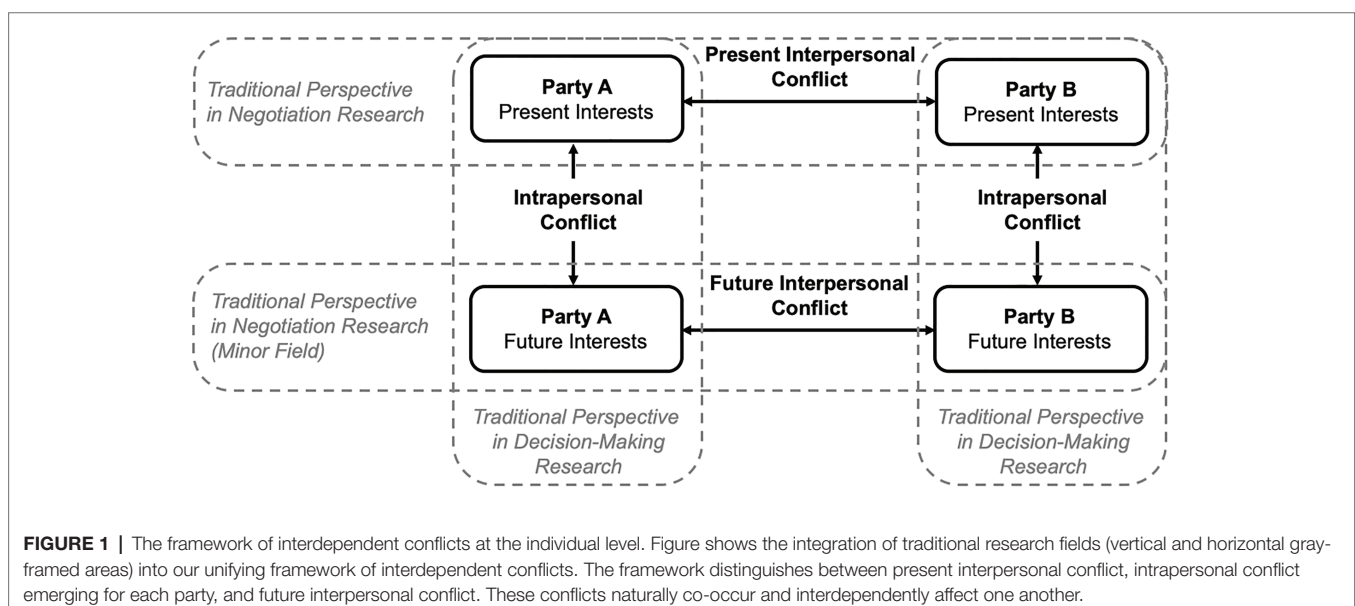 Present Interpersonal
Conflict
Traditional Perspective
in Negotiation Research
Party A
Present Interests
Party B
Present Interests
Intrapersonal
Conflict
Intrapersonal
Conflict
Future Interpersonal
Conflict
Traditional Perspective
in Negotiation Research
(Minor Field)
Party A
Future Interests
Party B
Future Interests
Traditional Perspective
in Decision-Making
Research
Traditional Perspective
in Decision-Making
Research
FIGURE 1 | The framework of interdependent conflicts at the individual level. Figure shows the integration of traditional research fields (vertical and horizontal gray-
framed areas) into our unifying framework of interdependent conflicts. The framework distinguishes between present interpersonal conflict, intrapersonal conflict
emerging for each party, and future interpersonal conflict. These conflicts naturally co-occur and interdependently affect one another.